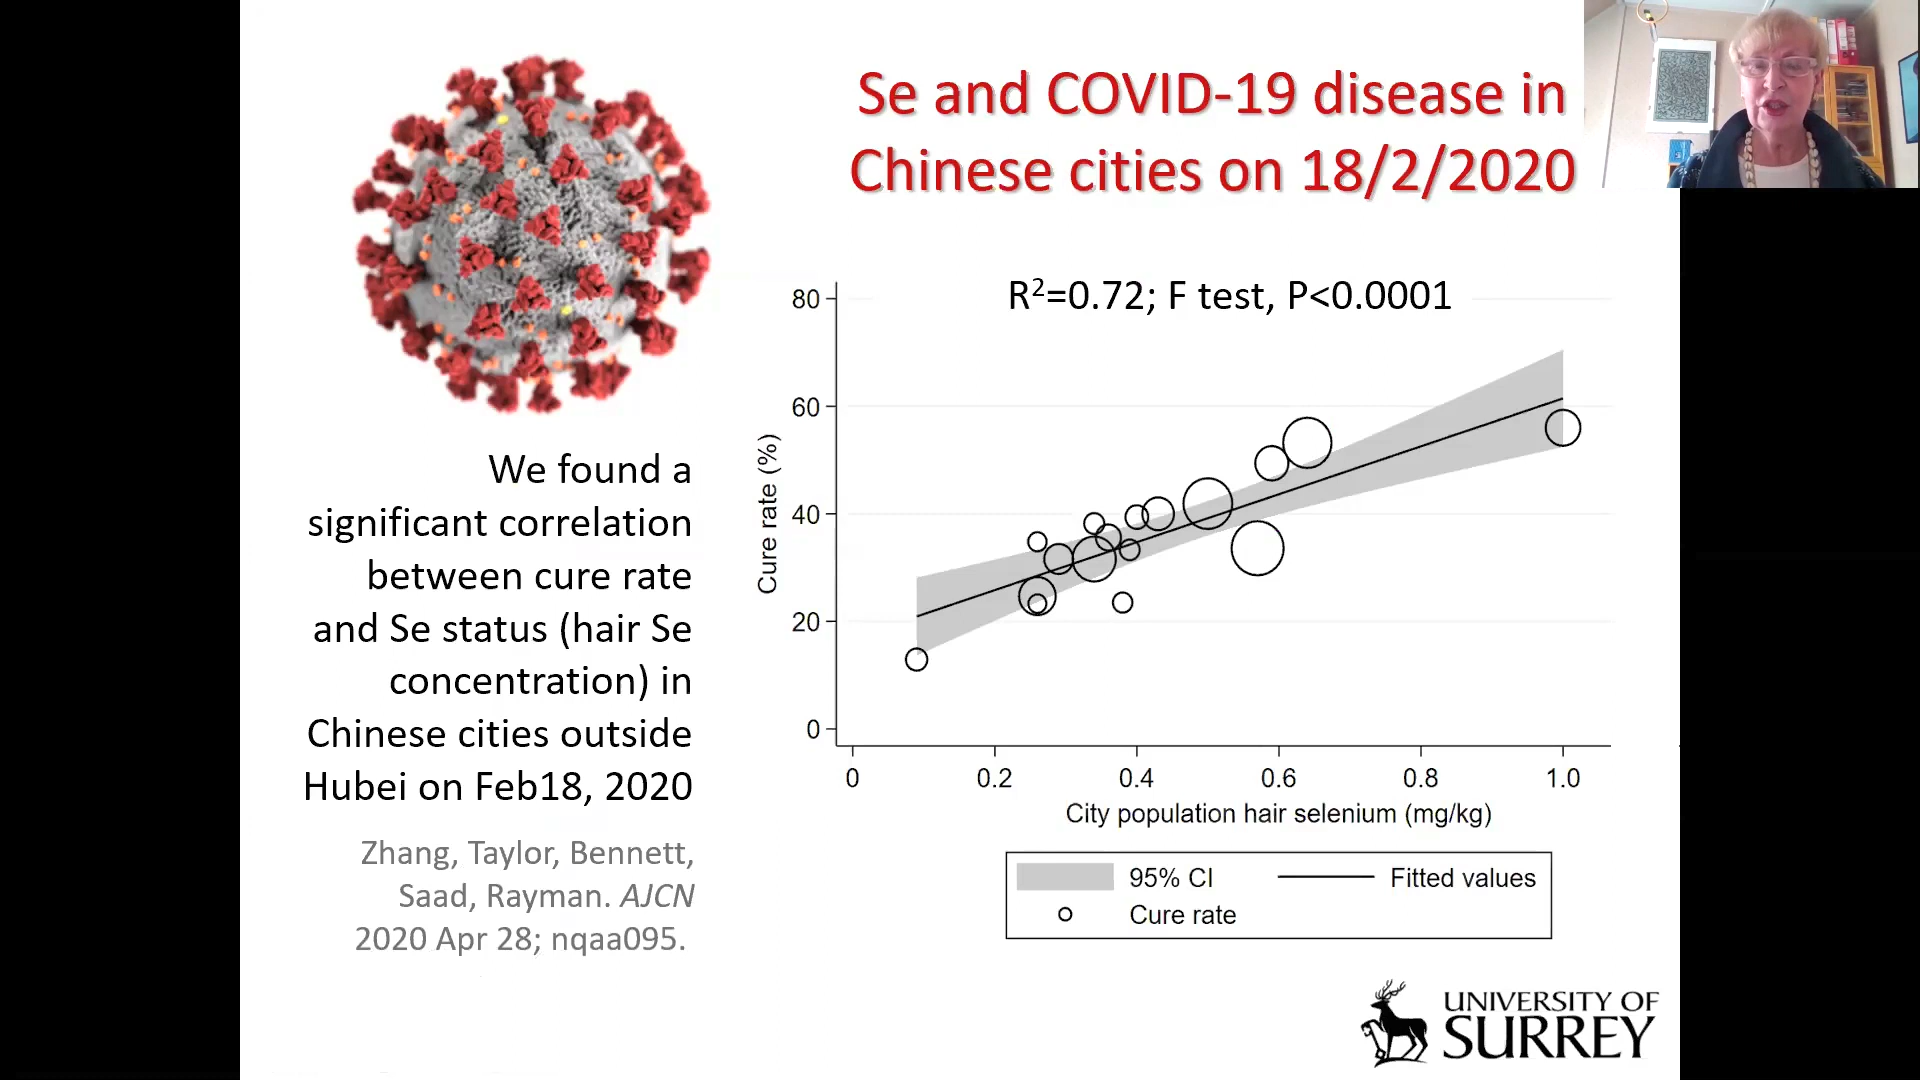 Se and COVID-19 disease in
Chinese cities on 18/2/2020
We found a
significant correlation
between cure rate
and Se status (hair Se
concentration) in
Chinese cities outside
Hubei on Feb18, 2020
Zhang, Taylor, Bennett,
Saad, Rayman. AJCN
2020 Apr 28; nqaa095.
R²=0.72; F test, P<0.0001
Cure rate (%)
80
60
40
20
0
0 0.2 0.4 0.6 0.8 1.0
City population hair selenium (mg/kg)
95% CI Fitted values
Cure rate
UNIVERSITY OF
SURREY